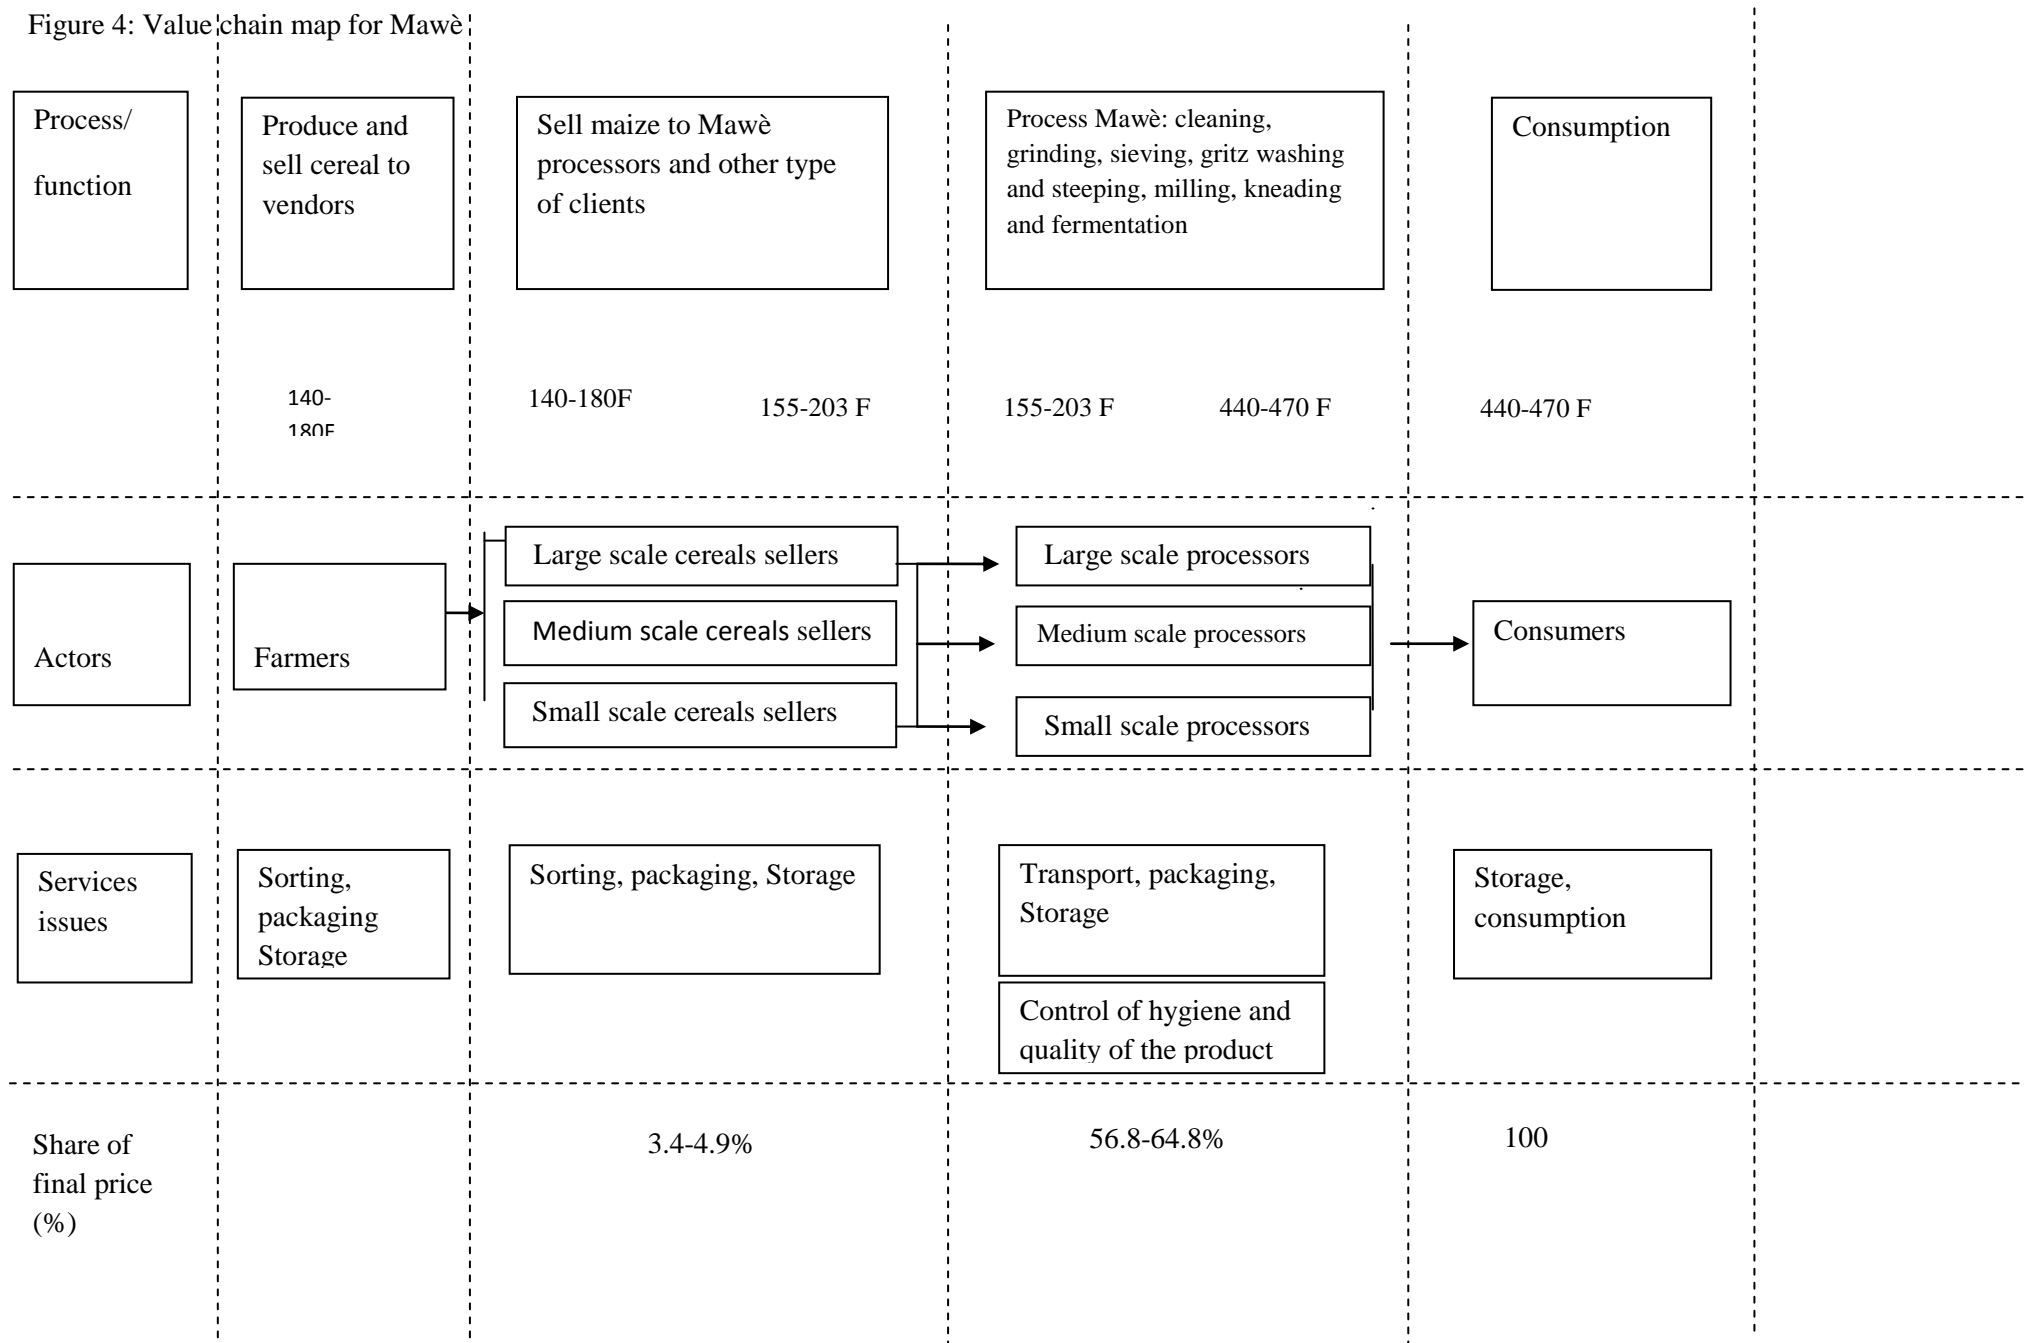 Figure 4: Value chain map for Mawè
Process/
function
Produce and
sell cereal to
vendors
Sell maize to Mawè
processors and other type
of clients
Process Mawè: cleaning,
grinding, sieving, gritz washing
and steeping, milling, kneading
and fermentation
Consumption
140-
180F
140-180F
155-203 F
155-203 F
440-470 F
440-470 F
Actors
Farmers
Large scale cereals sellers
Medium scale cereals sellers
Small scale cereals sellers
Large scale processors
Medium scale processors
Small scale processors
Consumers
Services
issues
Sorting,
packaging
Storage
Sorting, packaging, Storage
Transport, packaging,
Storage
Control of hygiene and
quality of the product
Storage,
consumption
Share of
final price
(%)
3.4-4.9%
56.8-64.8%
100